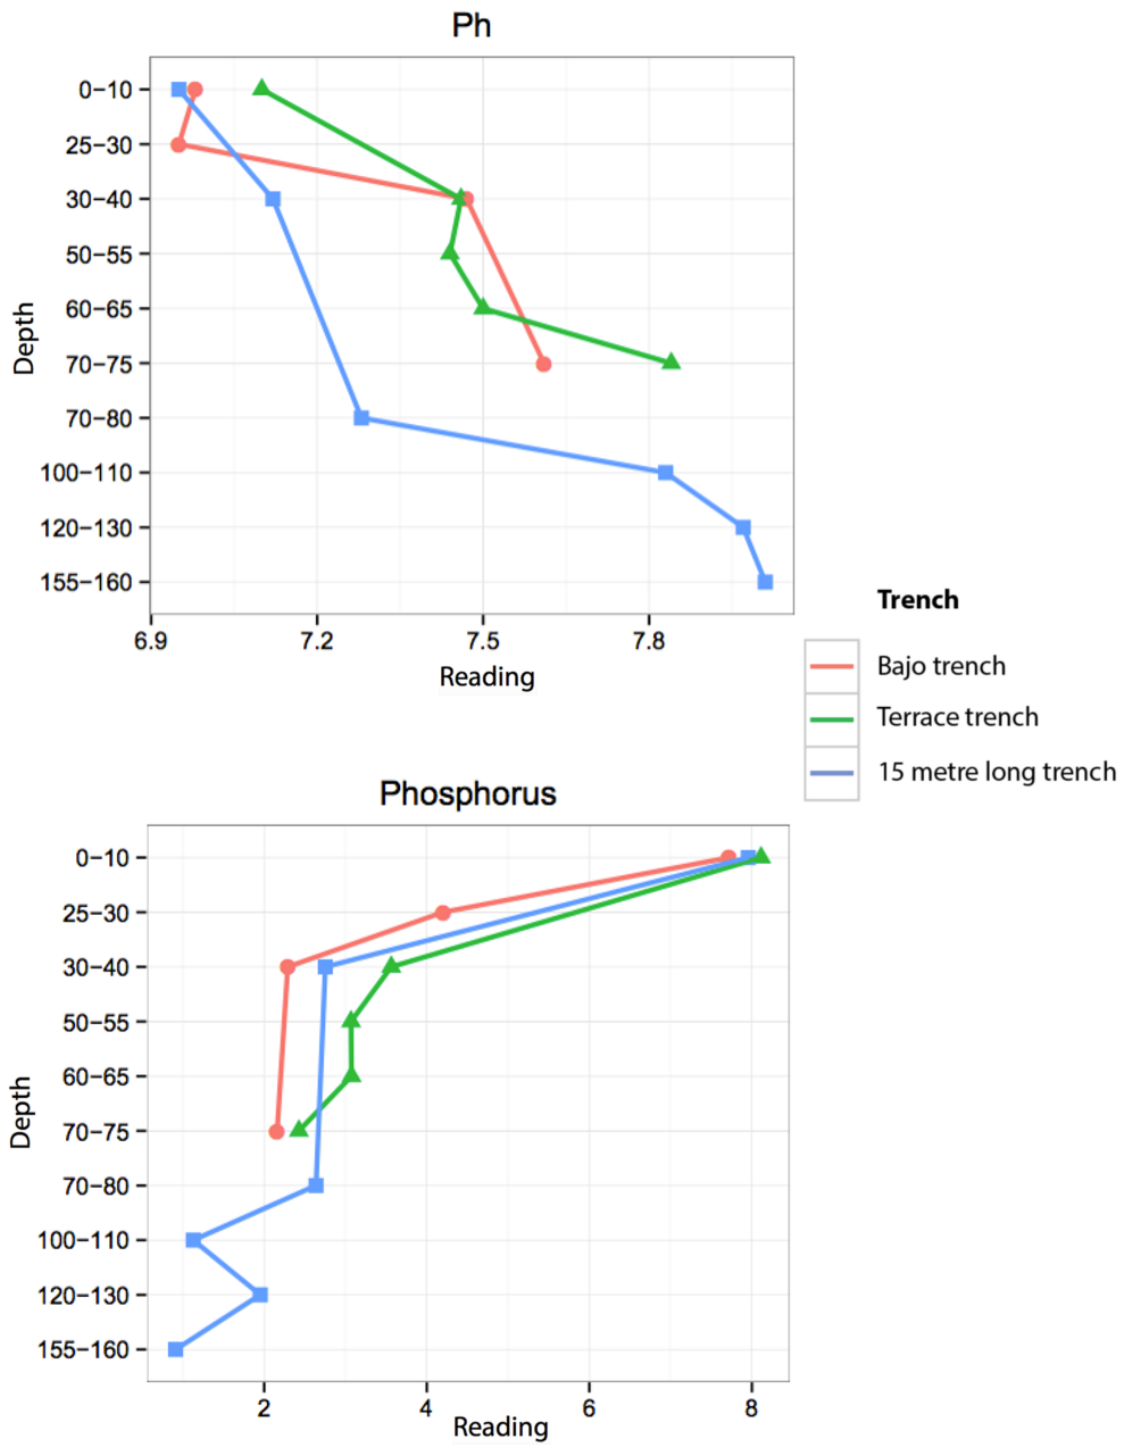 Ph
0−10
25−30
30−40
50−55
60−65
70−75
70−80
100−110
120−130
155−160
Depth
6.9 7.2 7.5 7.8
Reading
Trench
Bajo trench
Terrace trench
15 metre long trench
Phosphorus
0−10
25−30
30−40
50−55
60−65
70−75
70−80
100−110
120−130
155−160
Depth
2 4 6 8
Reading